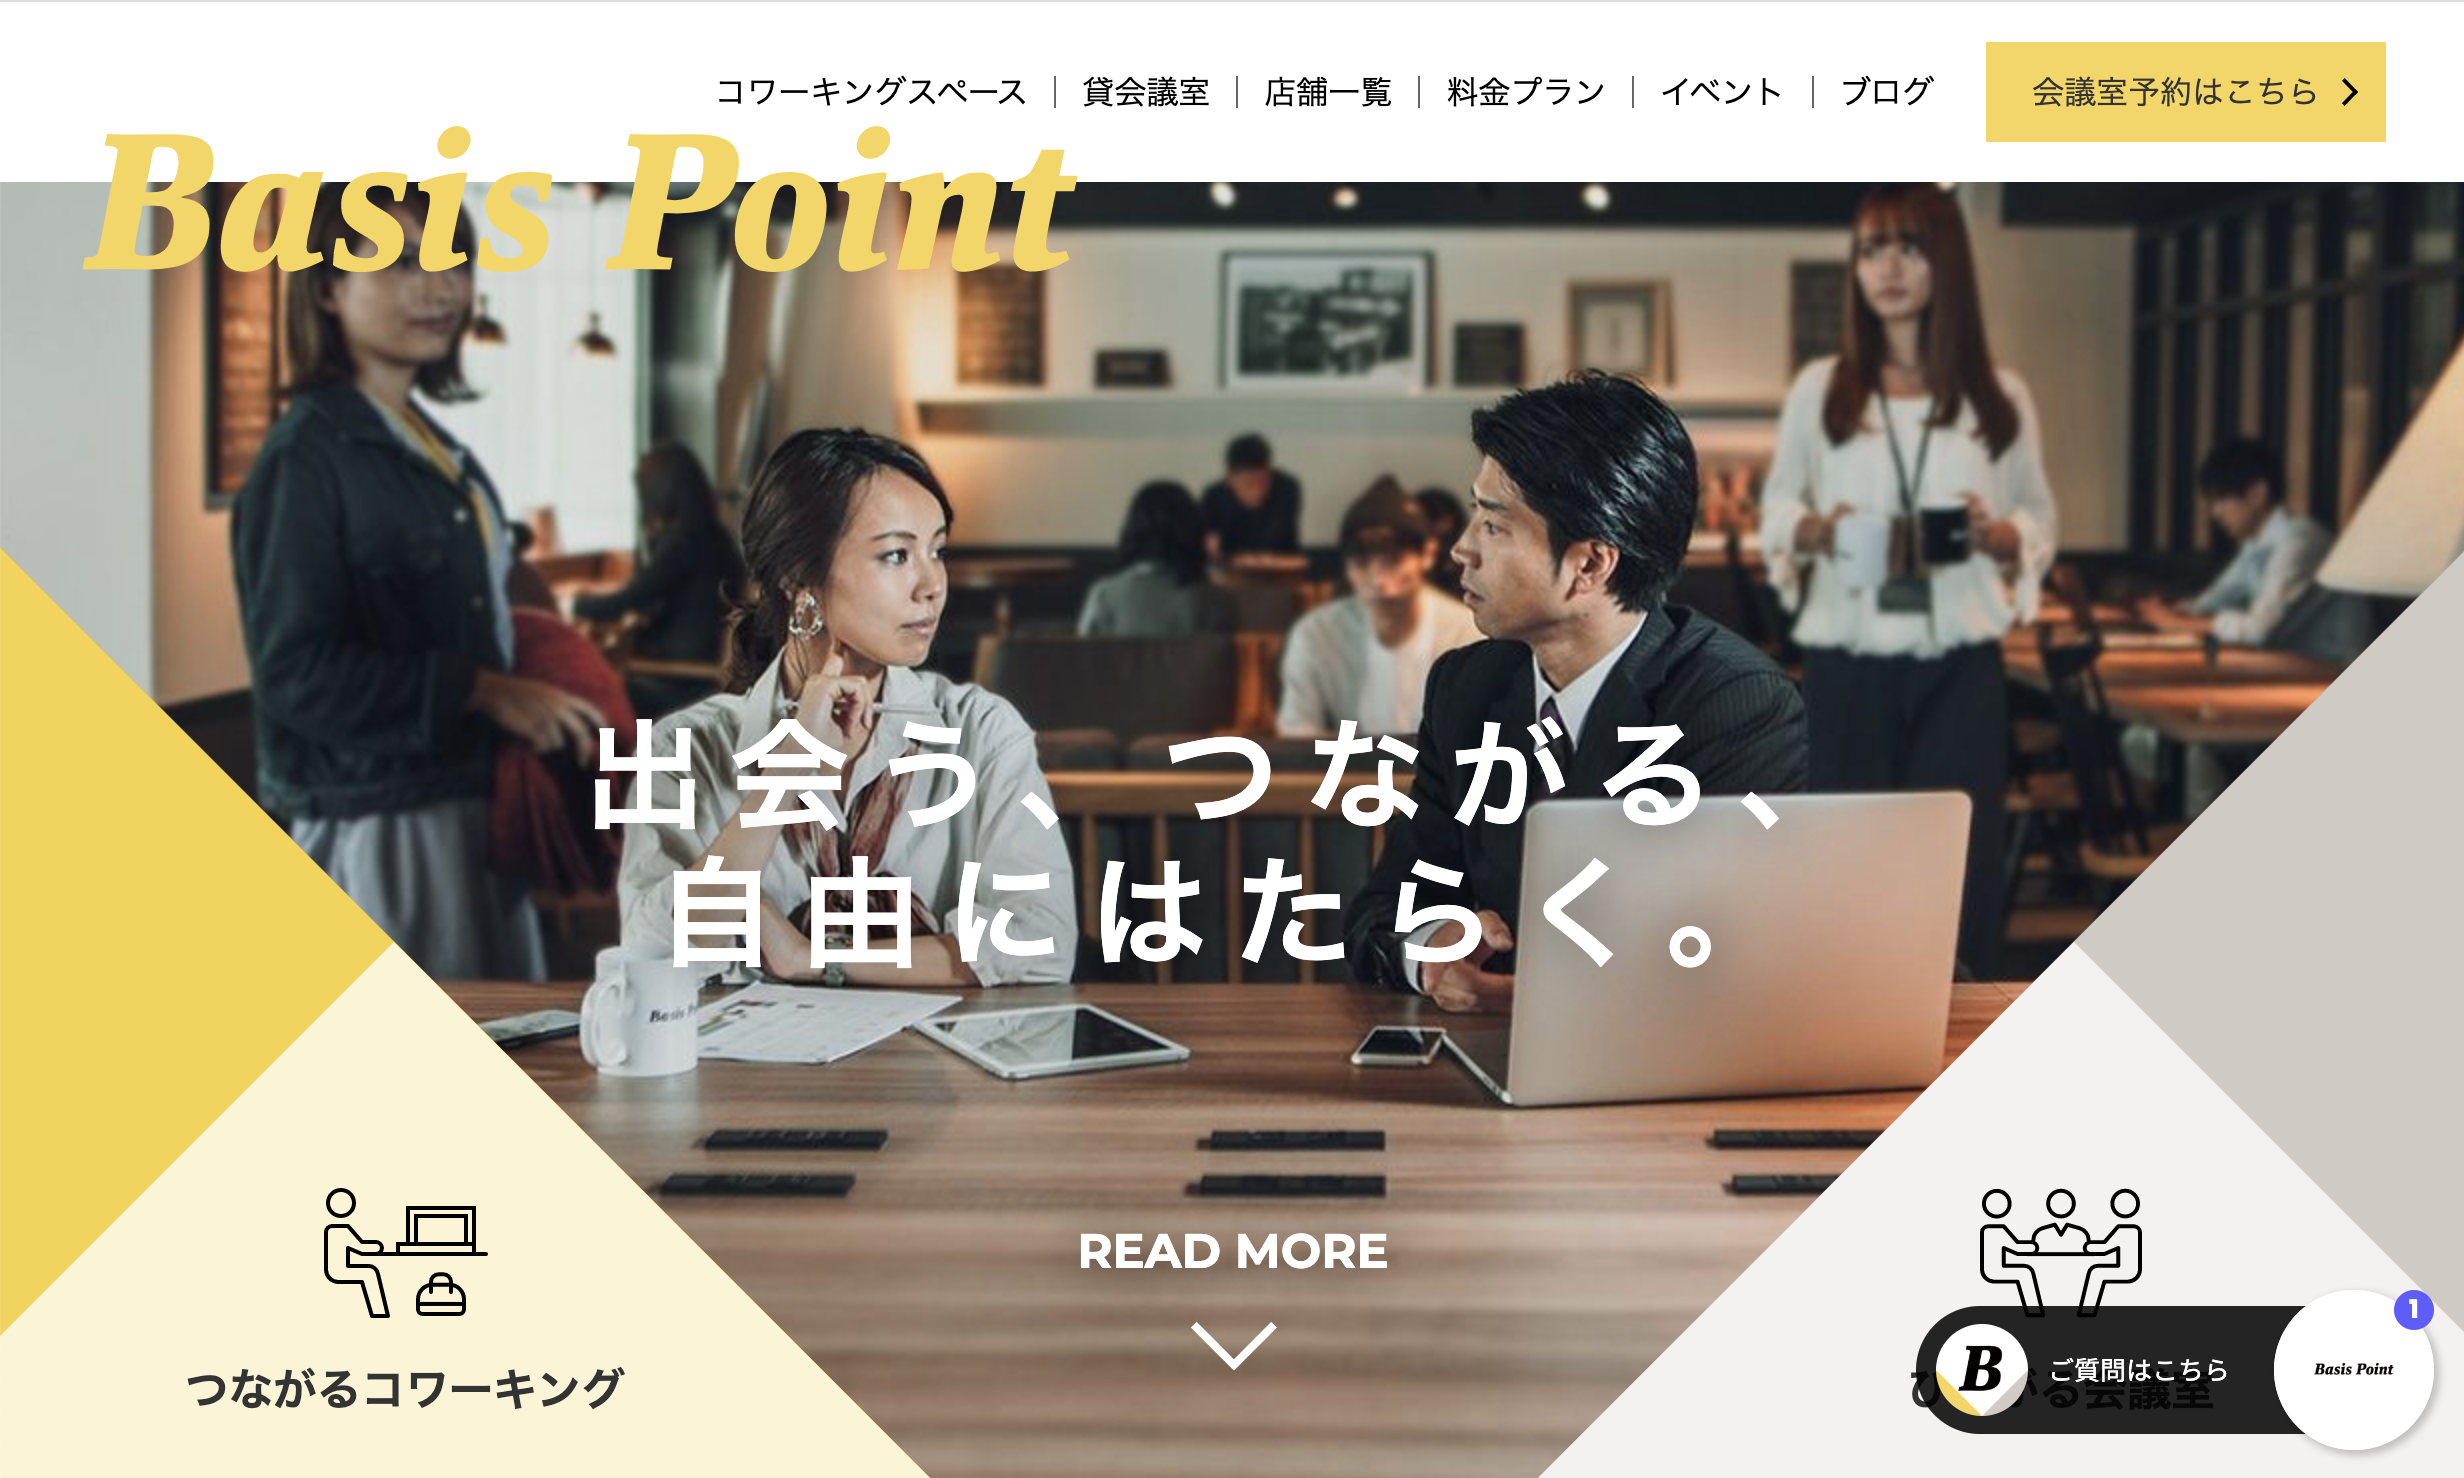 コワーキングスペース
貸会議室
店舗一覧
料金プラン
イベント
ブログ
会議室予約はこちら
Basis Point
出会う、つながる、
自由にはたらく。
READ MORE
つながるコワーキング
がる会議室
B
ご質問はこちら
Basis Point
1